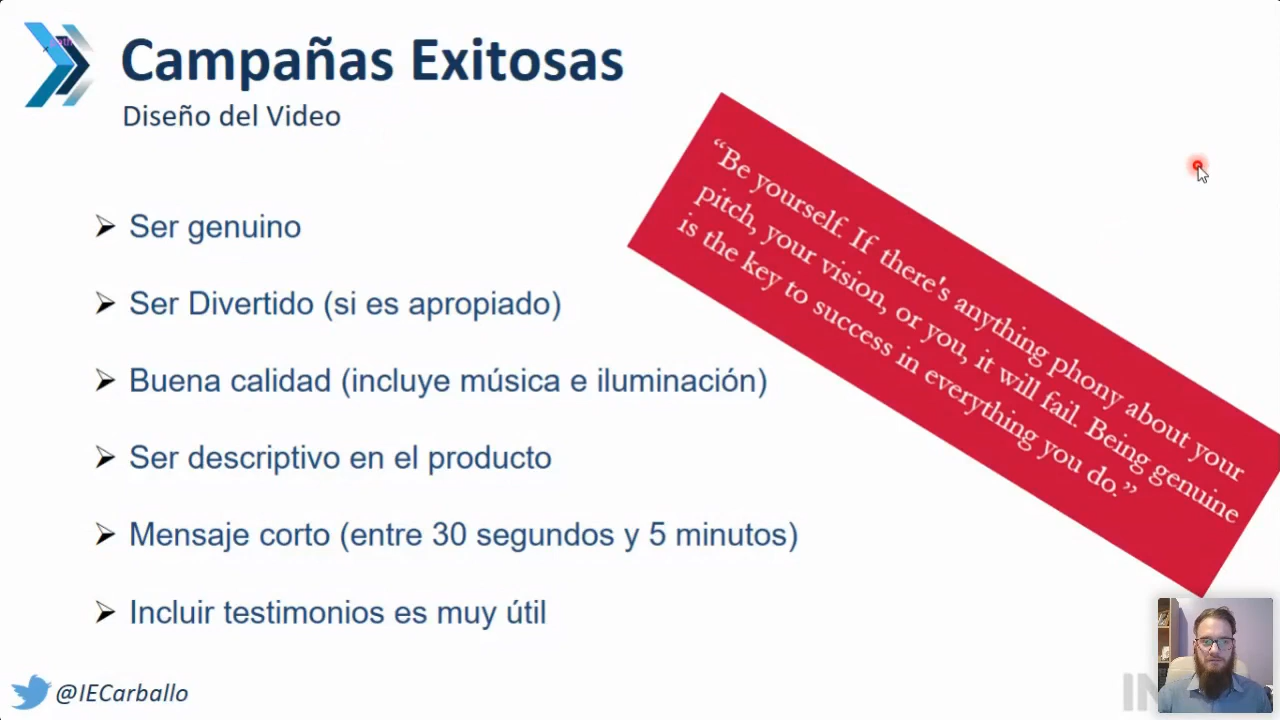 Campañas Exitosas
Diseño del Video
“Be yourself. If there's anything phony about your
pitch, your vision, or you, it will fail. Being genuine
is the key to success in everything you do.”
Ser genuino
Ser Divertido (si es apropiado)
Buena calidad (incluye música e iluminación)
Ser descriptivo en el producto
Mensaje corto (entre 30 segundos y 5 minutos)
Incluir testimonios es muy útil
@IECarballo